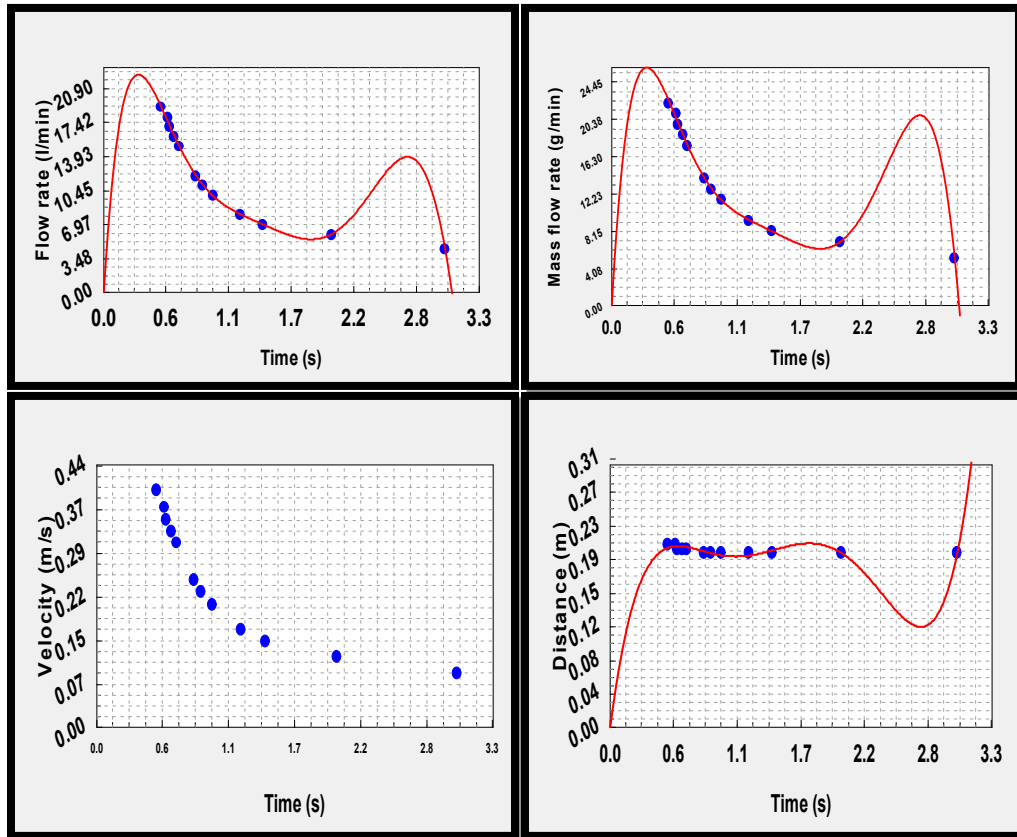 Flow rate (l/min)
20.90
17.42
13.93
10.45
6.97
3.48
0.00
0.0 0.6 1.1 1.7 2.2 2.8 3.3
Time (s)
Mass flow rate (g/min)
24.45
20.38
16.30
12.23
8.15
4.08
0.00
0.0 0.6 1.1 1.7 2.2 2.8 3.3
Time (s)
Velocity (m/s)
0.44
0.37
0.29
0.22
0.15
0.07
0.00
0.0 0.6 1.1 1.7 2.2 2.8 3.3
Time (s)
Distance (m)
0.31
0.27
0.23
0.19
0.15
0.12
0.08
0.04
0.00
0.0 0.6 1.1 1.7 2.2 2.8 3.3
Time (s)